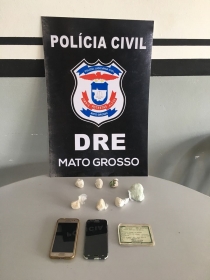 POLÍCIA CIVIL
DRE
MATO GROSSO